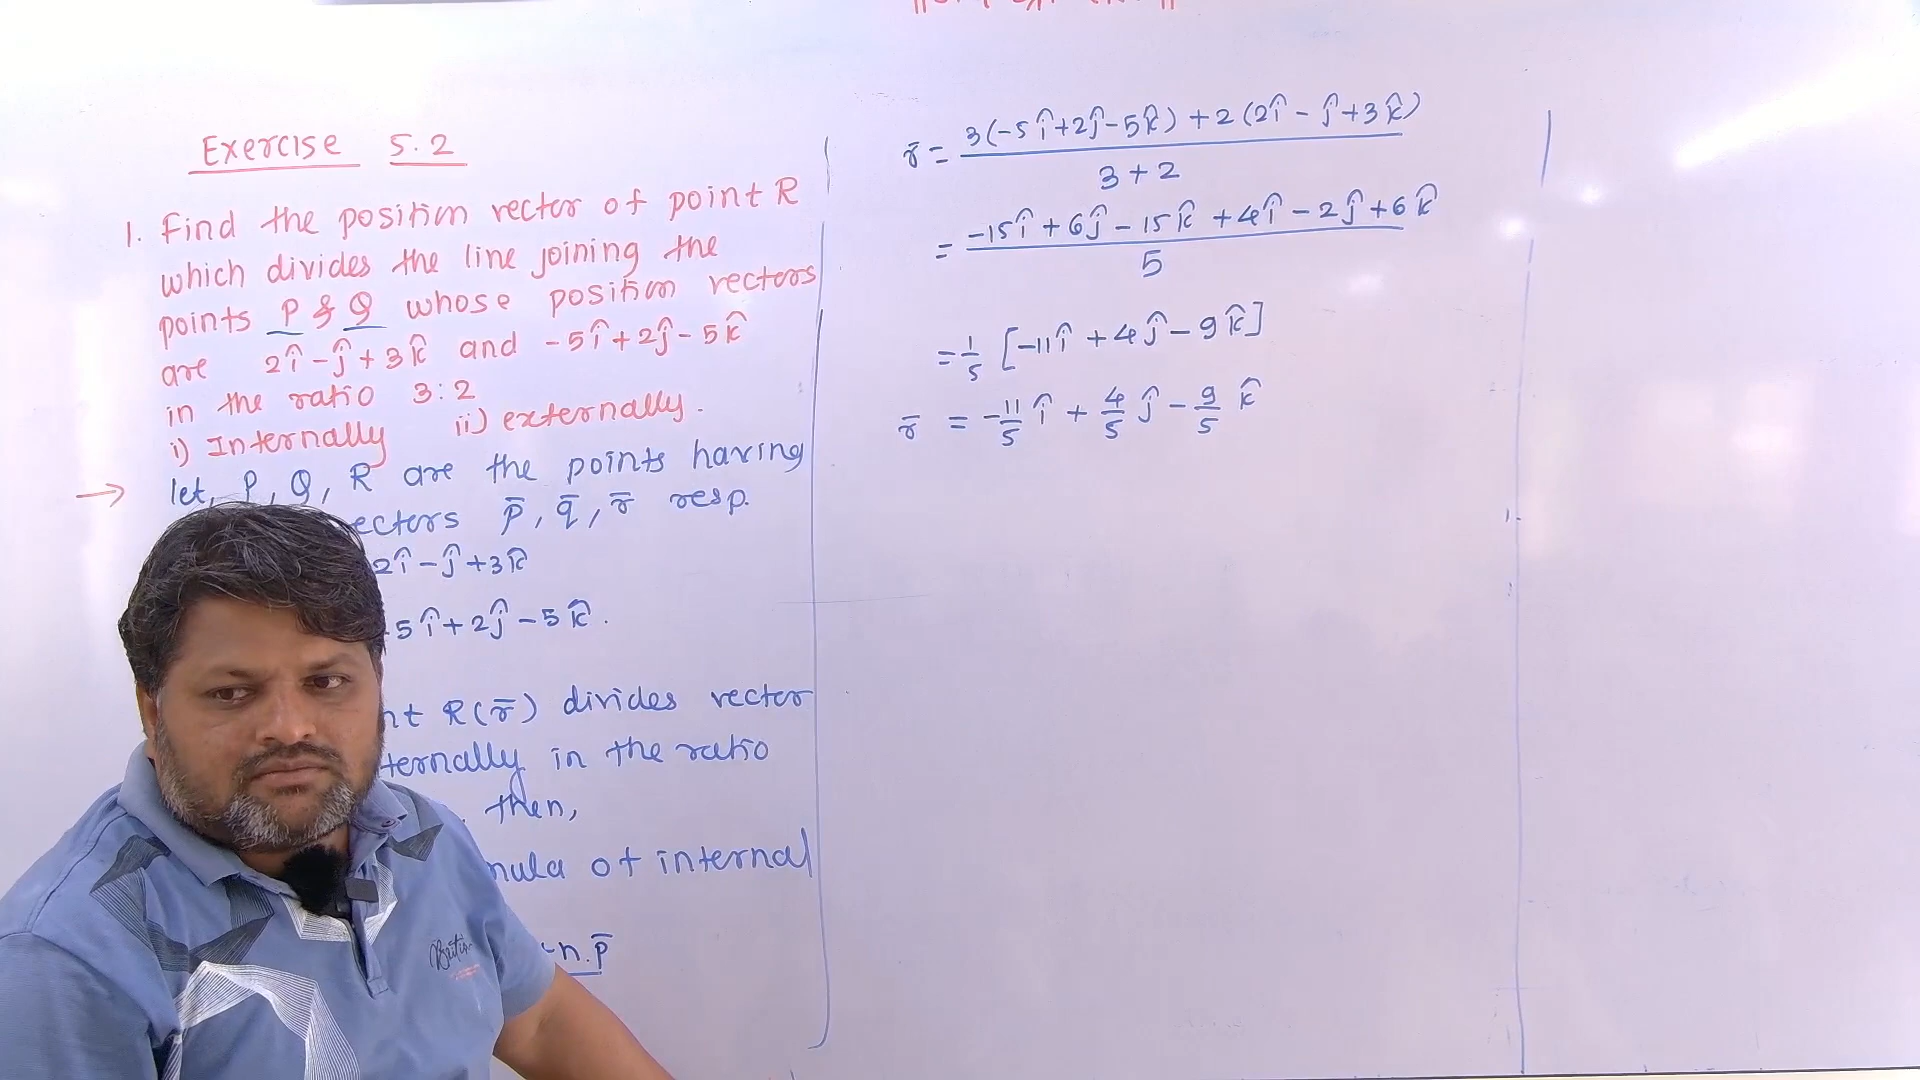 Exercise 5.2
1. Find the position vector of point R
which divides the line joining the
points P & Q whose position vectors
are 2î - ĵ + 3k̂ and -5î + 2ĵ - 5k̂
in the ratio 3:2
i) Internally ii) externally.
→ let, P, Q, R are the points having
ectors p̄, q̄, r̄ resp.
2î - ĵ + 3k̂
5î + 2ĵ - 5k̂.
nt R(r̄) divides vector
ternally in the ratio
. then,
mula of internal
n.p̄
r̄ = 3(-5î+2ĵ-5k̂) + 2(2î - ĵ+3k̂) / 3+2
= -15î + 6ĵ - 15k̂ + 4î - 2ĵ + 6k̂ / 5
= 1/5 [-11î + 4ĵ - 9k̂]
r̄ = -11/5 î + 4/5 ĵ - 9/5 k̂